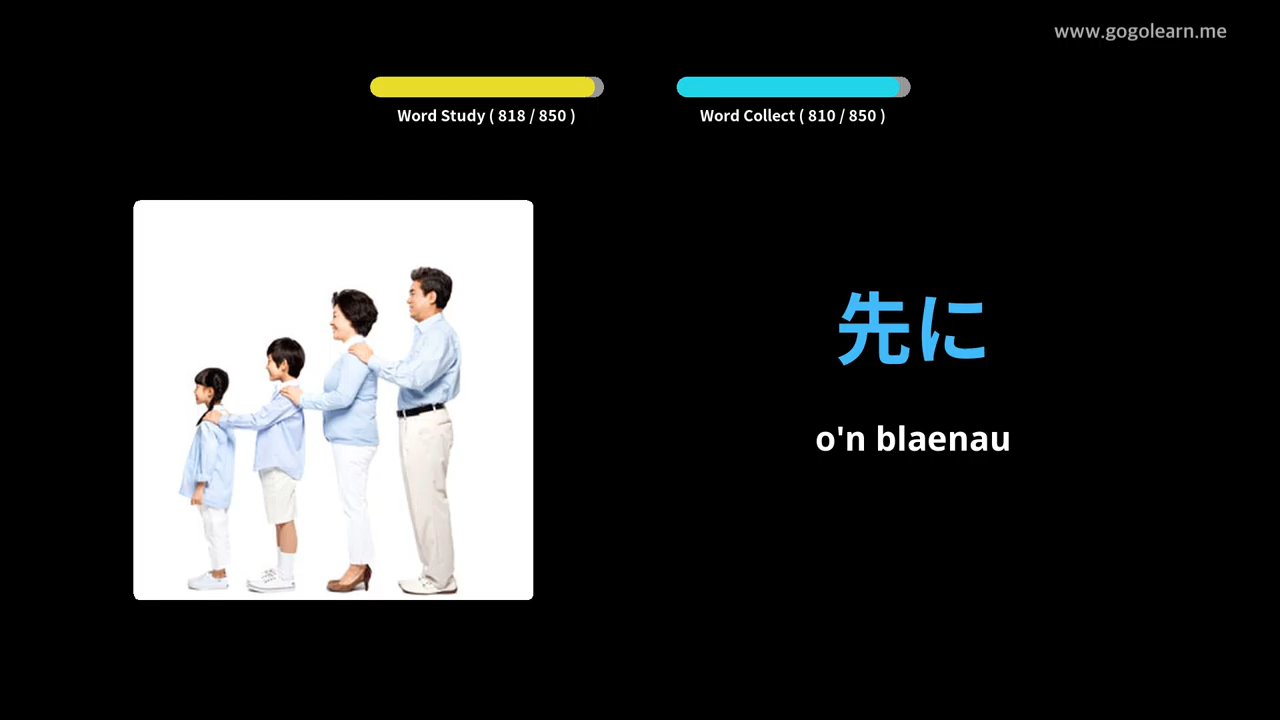 www.gogolearn.me
Word Study ( 818 / 850 )
Word Collect ( 810 / 850 )
先に
o'n blaenau